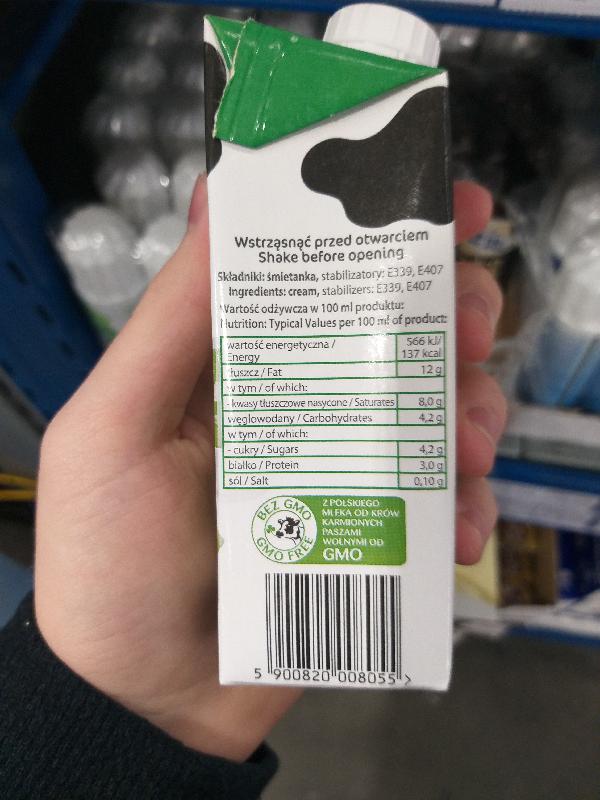 Wstrząsnąć przed otwarciem
Shake before opening
Składniki: śmietanka, stabilizatory: E339, E407
Ingredients: cream, stabilizers: E339, E407
Wartość odżywcza w 100 ml produktu:
Nutrition: Typical Values per 100 ml of product:
wartość energetyczna / Energy 566 kJ/ 137 kcal
tłuszcz / Fat 12 g
w tym / of which:
- kwasy tłuszczowe nasycone / Saturates 8,0 g
węglowodany / Carbohydrates 4,2 g
w tym / of which:
- cukry / Sugars 4,2 g
białko / Protein 3,0 g
sól / Salt 0,10 g
BEZ GMO
GMO FREE
Z POLSKIEGO
MLEKA OD KRÓW
KARMIONYCH
PASZAMI
WOLNYMI OD
GMO
5 900820 008055 >